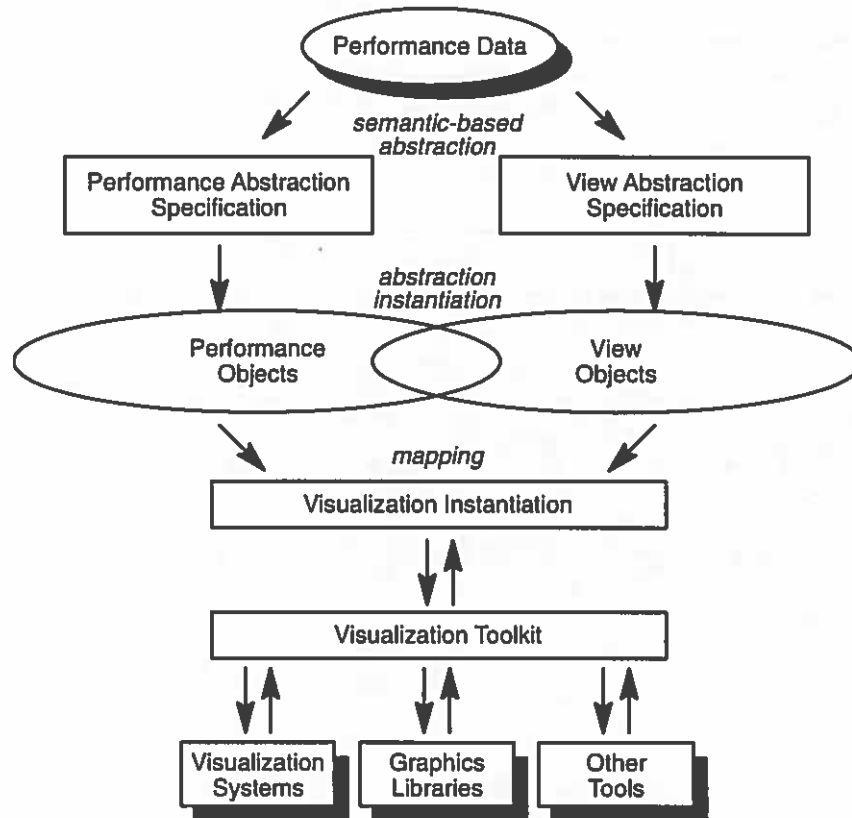 Performance Data
semantic-based
abstraction
Performance Abstraction
Specification
View Abstraction
Specification
abstraction
instantiation
Performance
Objects
View
Objects
mapping
Visualization Instantiation
Visualization Toolkit
Visualization
Systems
Graphics
Libraries
Other
Tools